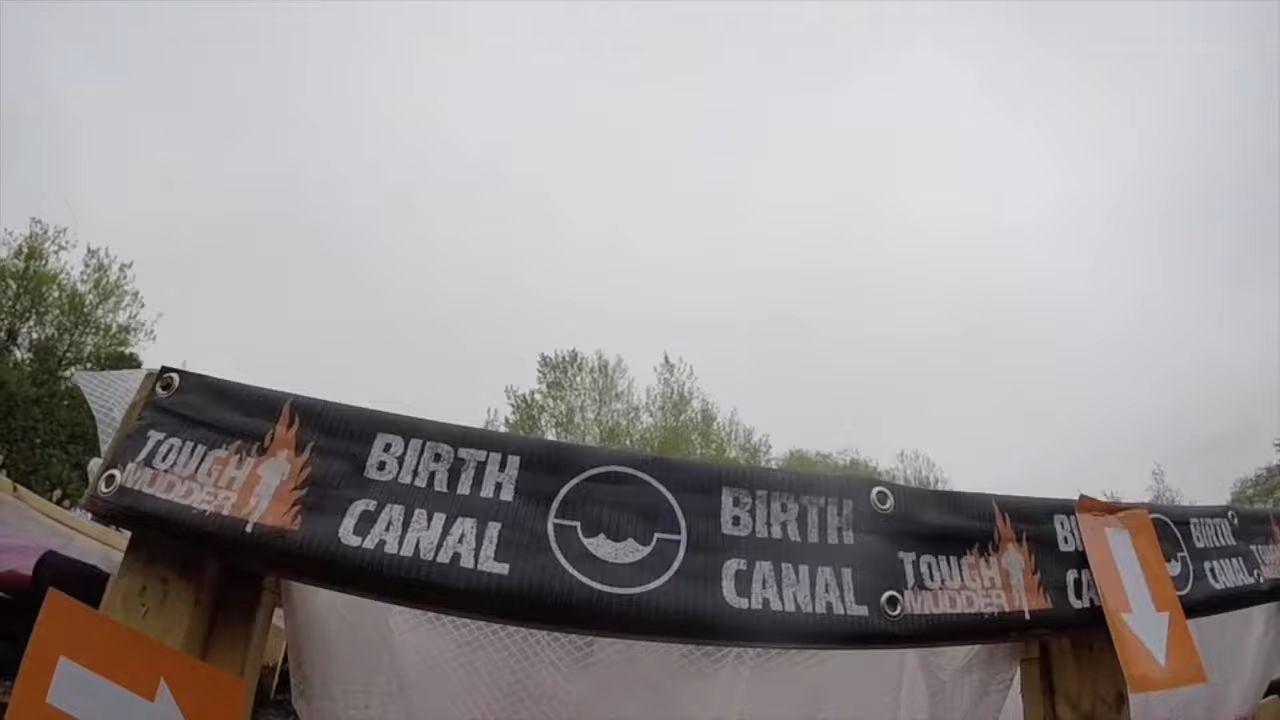 TOUGH
MUDDER
BIRTH
CANAL
BIRTH
CANAL
TOUGH
MUDDER
BIRTH
CANAL